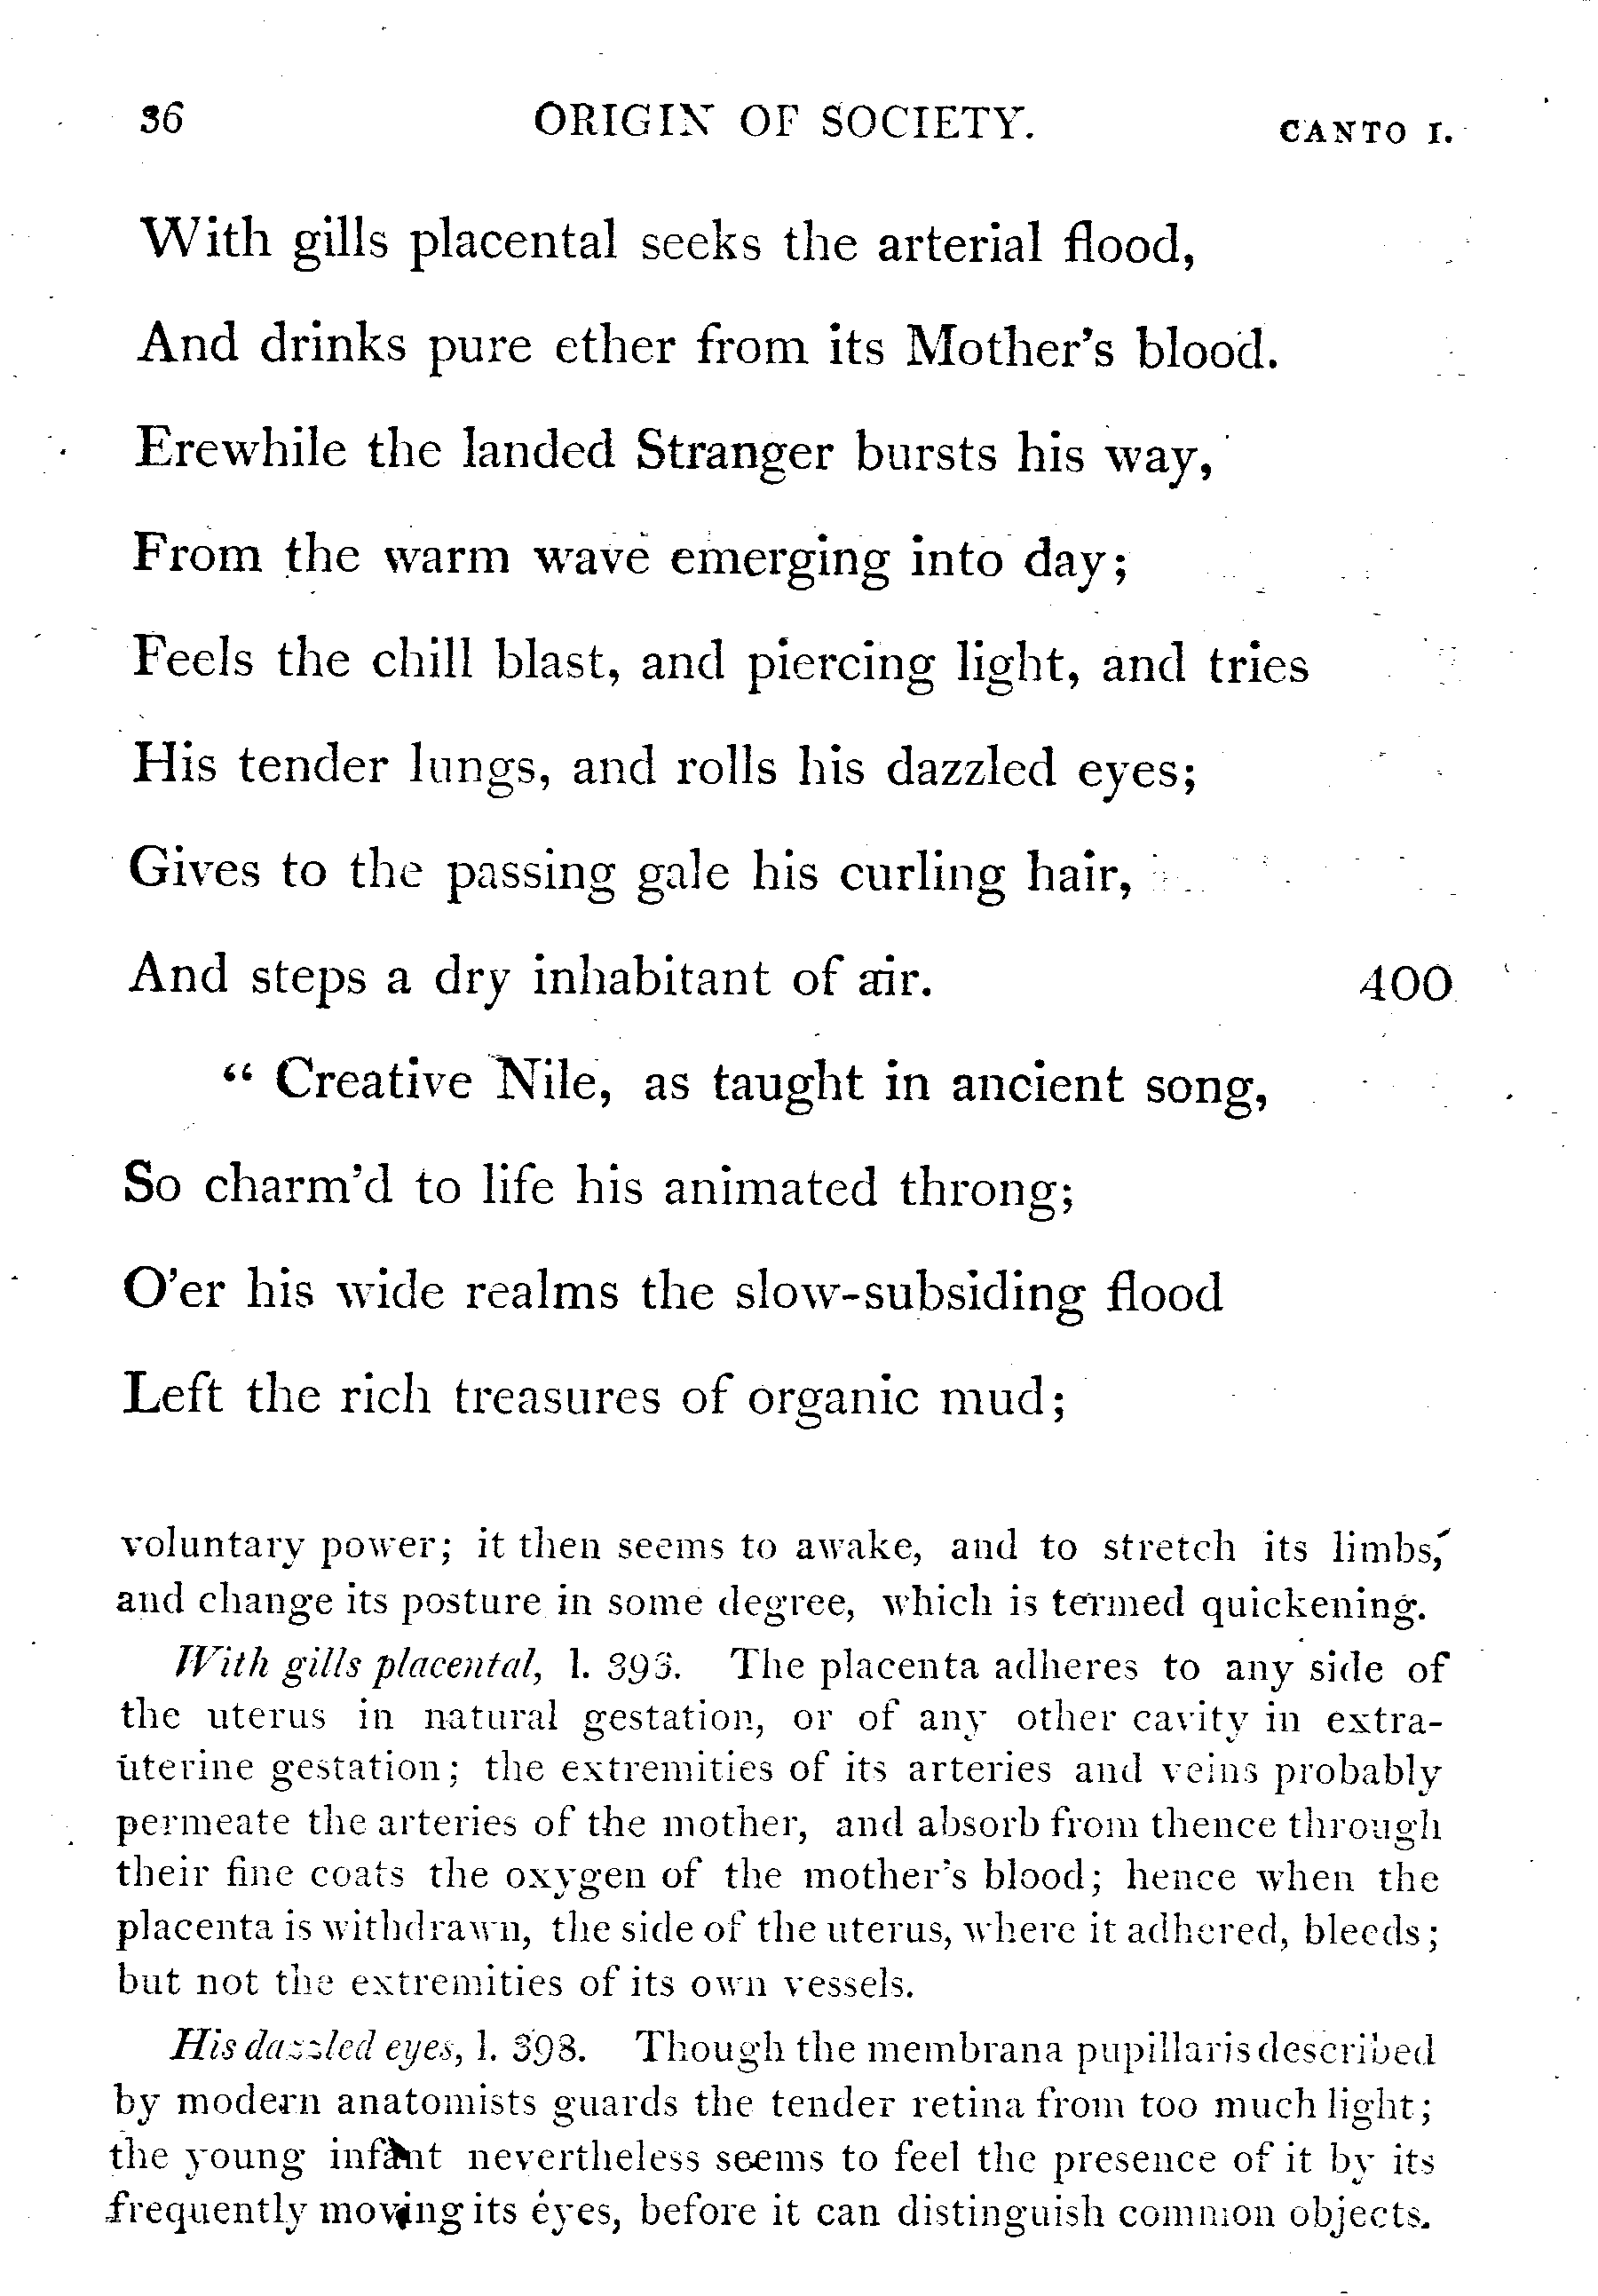 36 ORIGIN OF SOCIETY. CANTO I.
With gills placental seeks the arterial flood,
And drinks pure ether from its Mother's blood.
Erewhile the landed Stranger bursts his way,
From the warm wave emerging into day;
Feels the chill blast, and piercing light, and tries
His tender lungs, and rolls his dazzled eyes;
Gives to the passing gale his curling hair,
And steps a dry inhabitant of air. 400
“ Creative Nile, as taught in ancient song,
So charm'd to life his animated throng;
O'er his wide realms the slow-subsiding flood
Left the rich treasures of organic mud;
voluntary power; it then seems to awake, and to stretch its limbs,
and change its posture in some degree, which is termed quickening.
With gills placental, l. 393. The placenta adheres to any side of
the uterus in natural gestation, or of any other cavity in extra-
uterine gestation; the extremities of its arteries and veins probably
permeate the arteries of the mother, and absorb from thence through
their fine coats the oxygen of the mother's blood; hence when the
placenta is withdrawn, the side of the uterus, where it adhered, bleeds;
but not the extremities of its own vessels.
His dazzled eyes, l. 398. Though the membrana pupillaris described
by modern anatomists guards the tender retina from too much light;
the young infant nevertheless seems to feel the presence of it by its
frequently moving its eyes, before it can distinguish common objects.